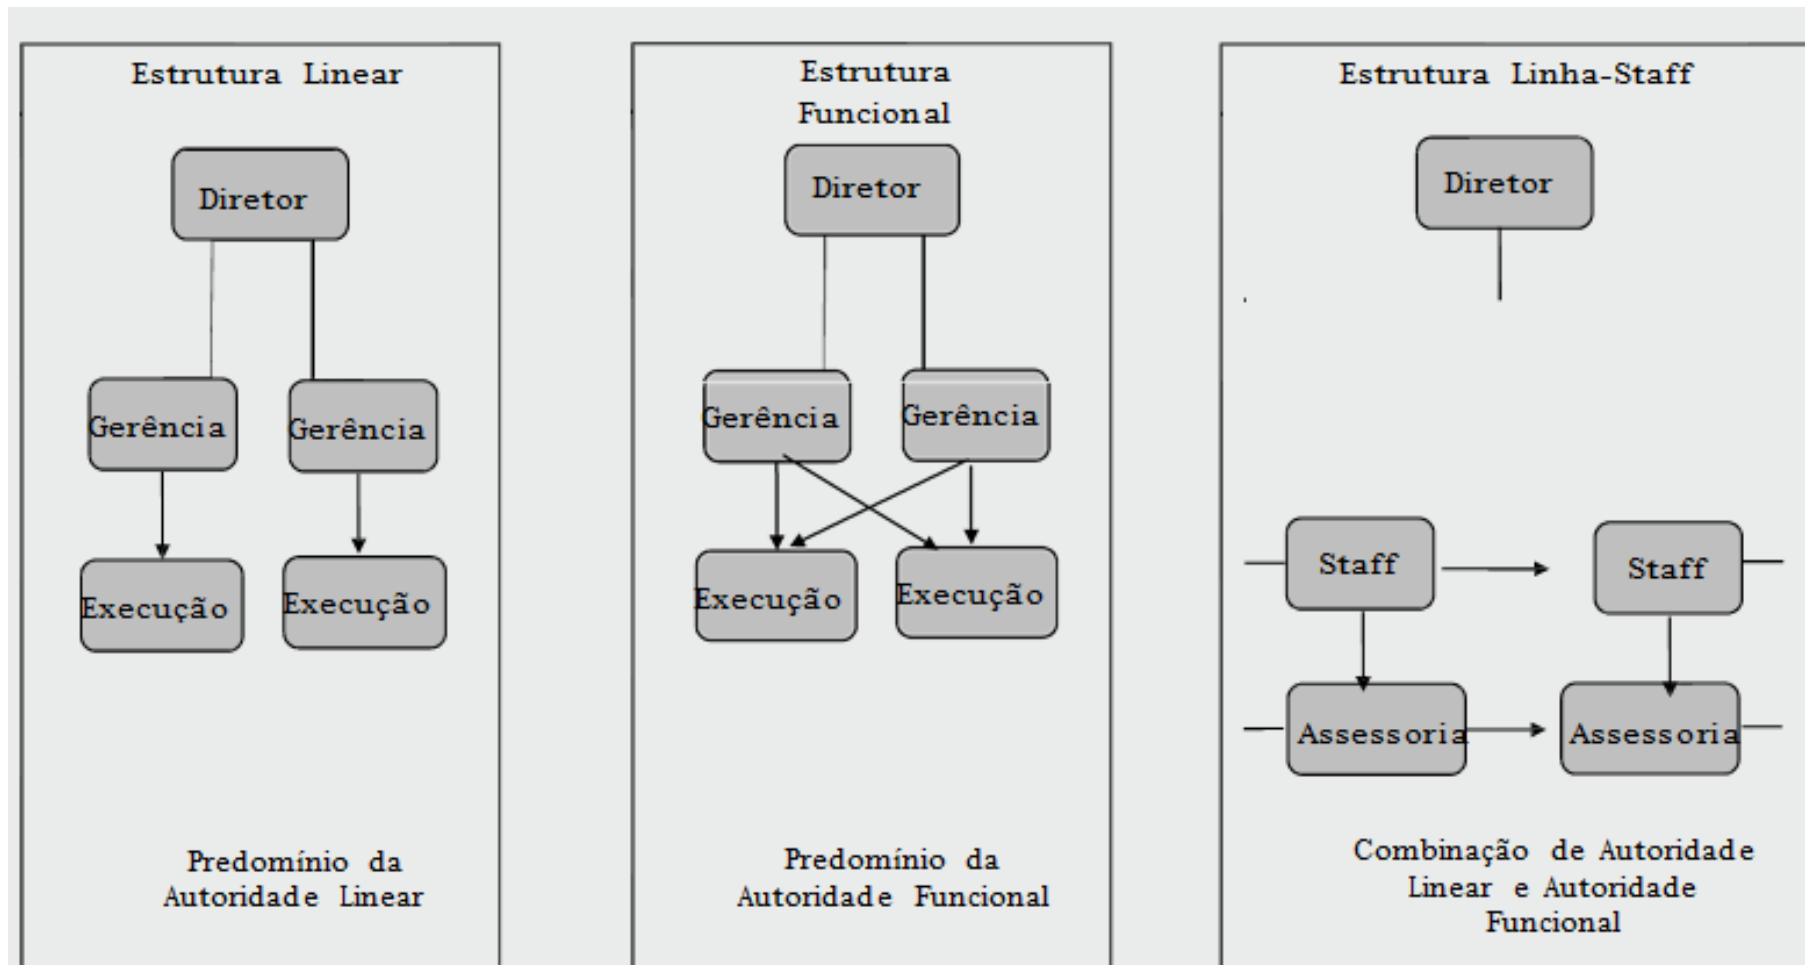 Estrutura Linear
Diretor
Gerência
Gerência
Execução
Execução
Predomínio da
Autoridade Linear
Estrutura
Funcional
Diretor
Gerência
Gerência
Execução
Execução
Predomínio da
Autoridade Funcional
Estrutura Linha-Staff
Diretor
Staff
Staff
Assessoria
Assessoria
Combinação de Autoridade
Linear e Autoridade
Funcional